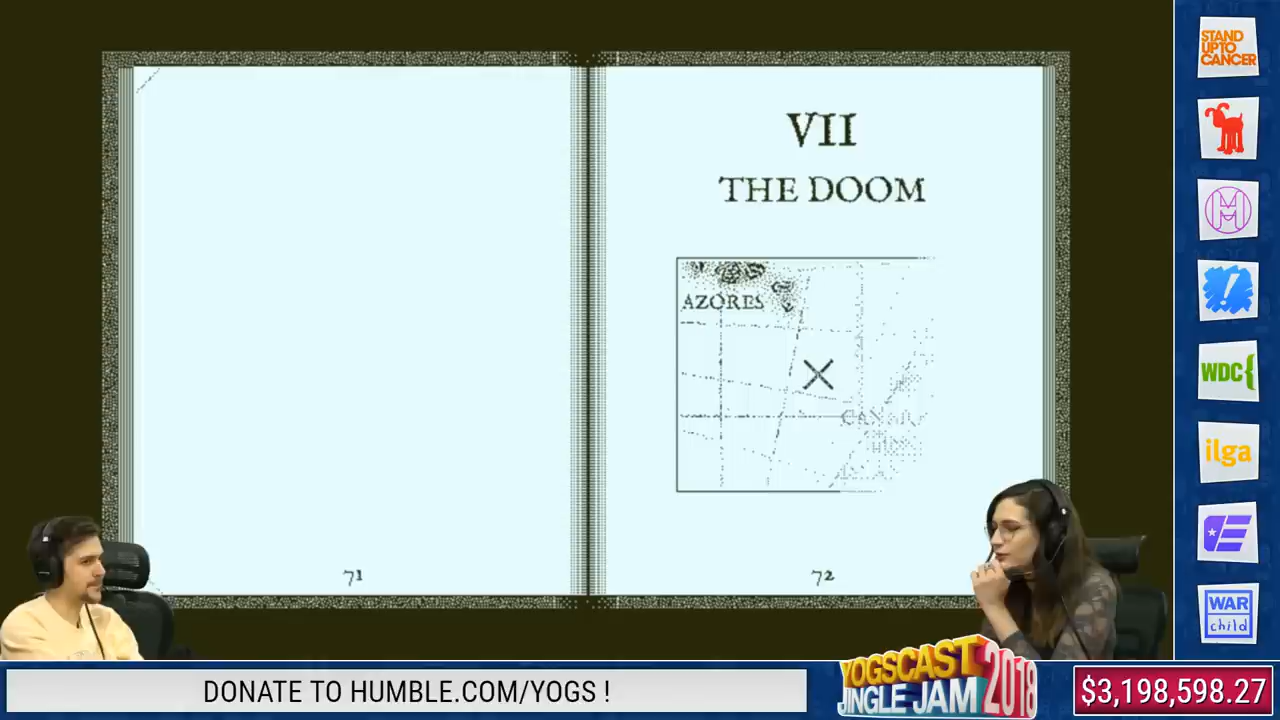 VII
THE DOOM
AZORES
71
72
STAND
UP TO
CANCER
WDC
ilga
WAR
child
DONATE TO HUMBLE.COM/YOGS !
YOGSCAST
JINGLE JAM 2018
$3,198,598.27